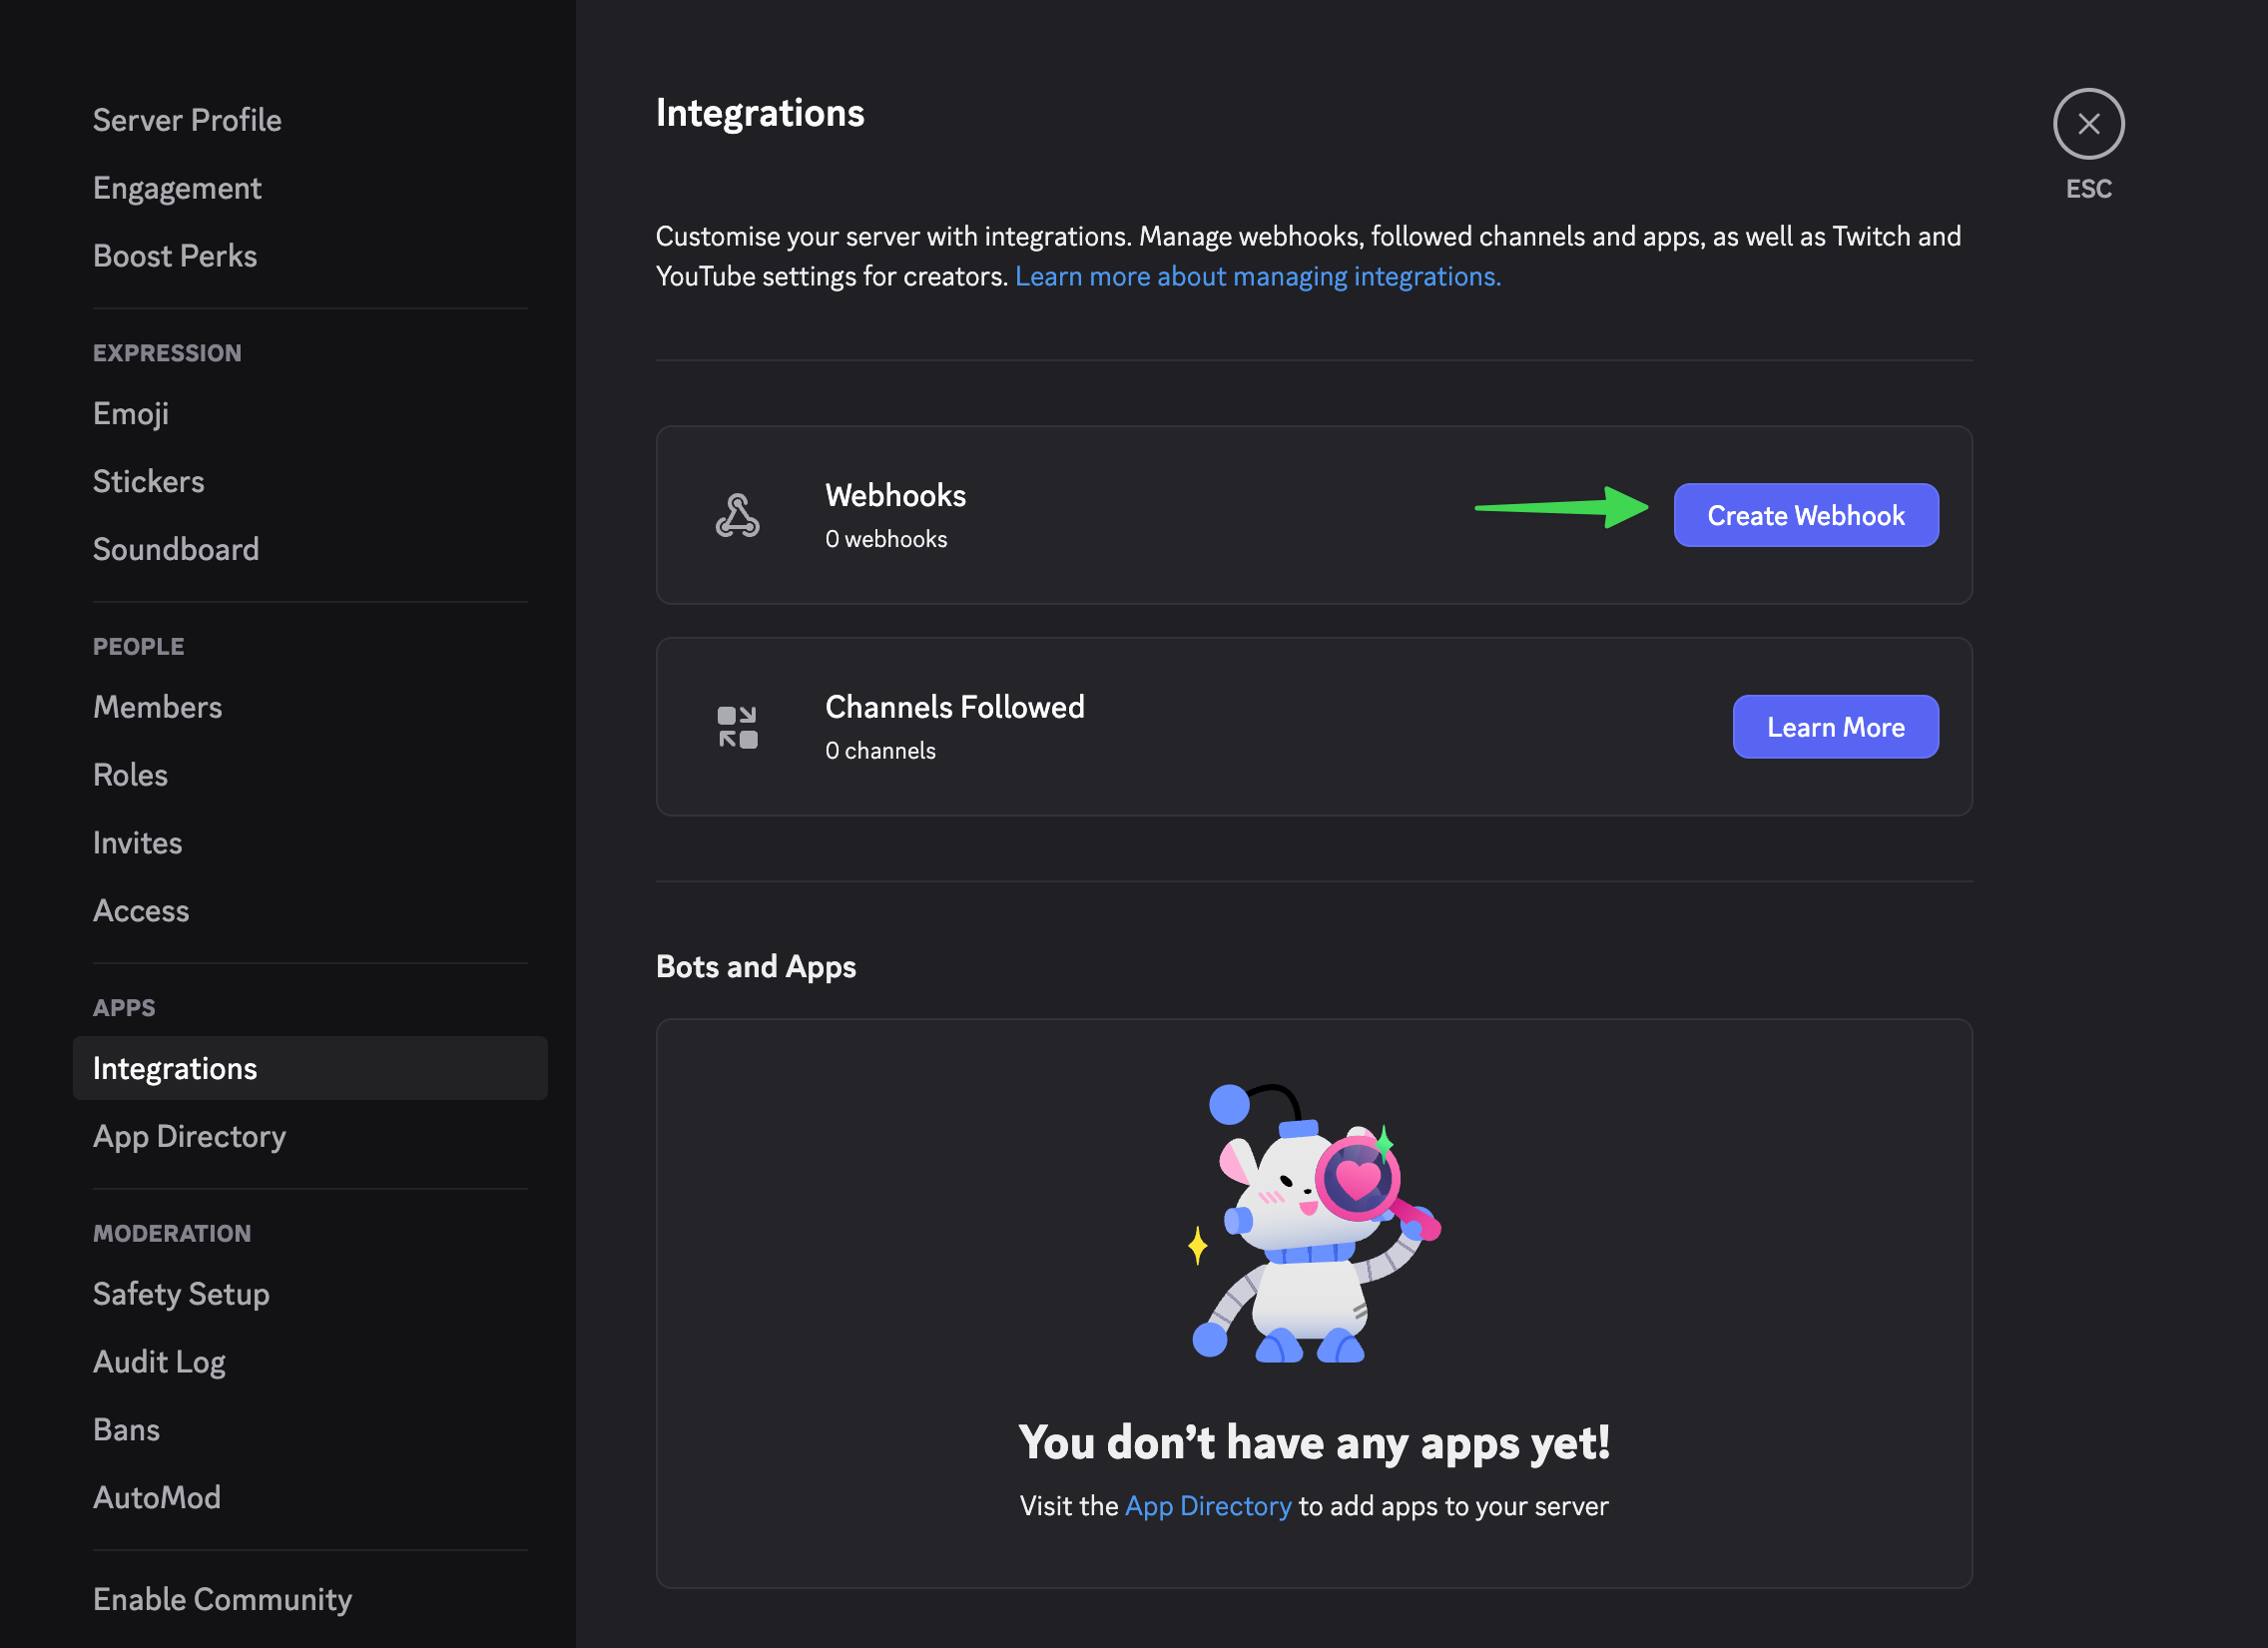 Server Profile
Engagement
Boost Perks
EXPRESSION
Emoji
Stickers
Soundboard
PEOPLE
Members
Roles
Invites
Access
APPS
Integrations
App Directory
MODERATION
Safety Setup
Audit Log
Bans
AutoMod
Enable Community
Integrations
ESC
Customise your server with integrations. Manage webhooks, followed channels and apps, as well as Twitch and
YouTube settings for creators. Learn more about managing integrations.
Webhooks
0 webhooks
Create Webhook
Channels Followed
0 channels
Learn More
Bots and Apps
You don’t have any apps yet!
Visit the App Directory to add apps to your server